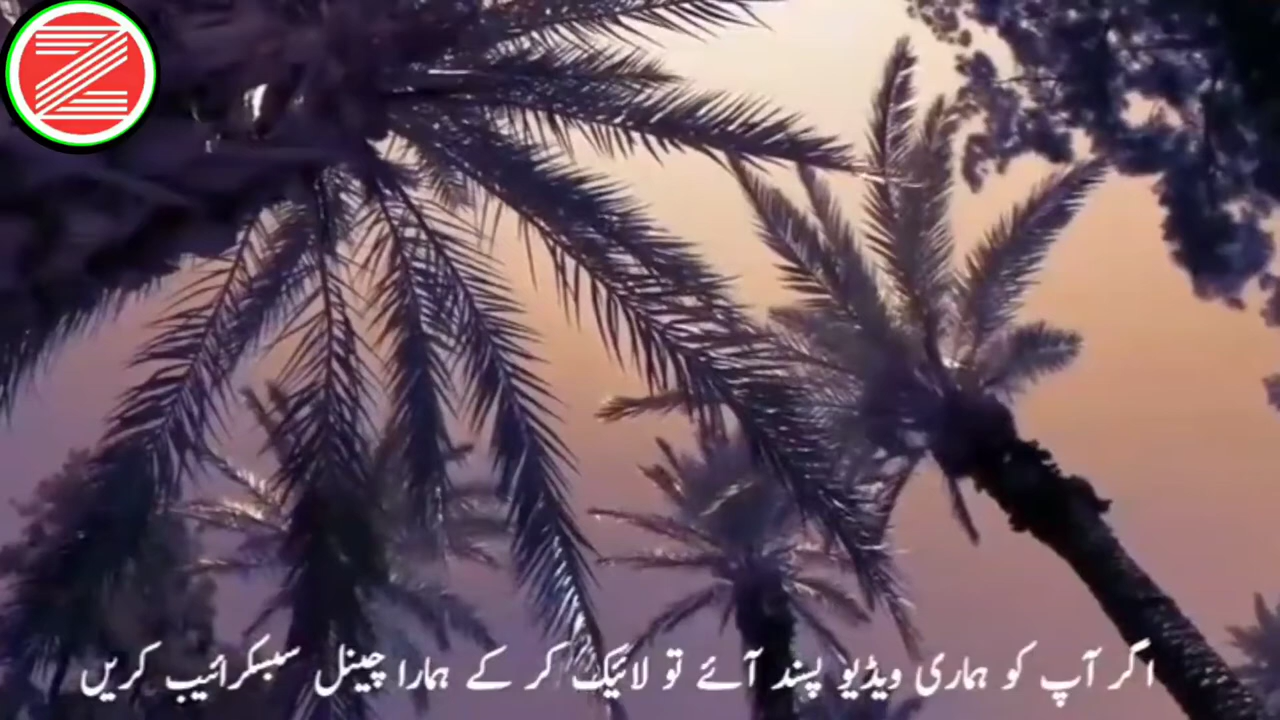 Z
اگر آپ کو ہماری ویڈیو پسند آئے تو لائیک کر کے ہمارا چینل سبسکرائیب کریں